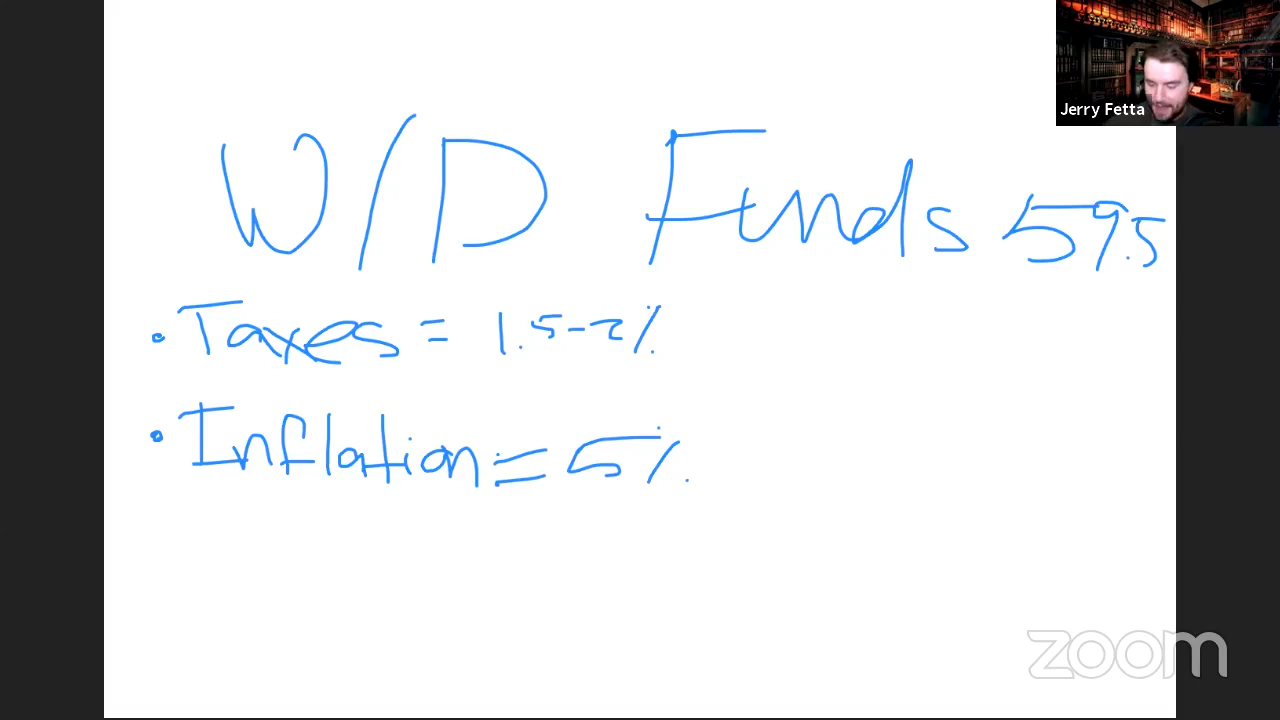 Jerry Fetta
W/D Funds 59.5
• Taxes = 1.5-2%
• Inflation = 5%
zoom